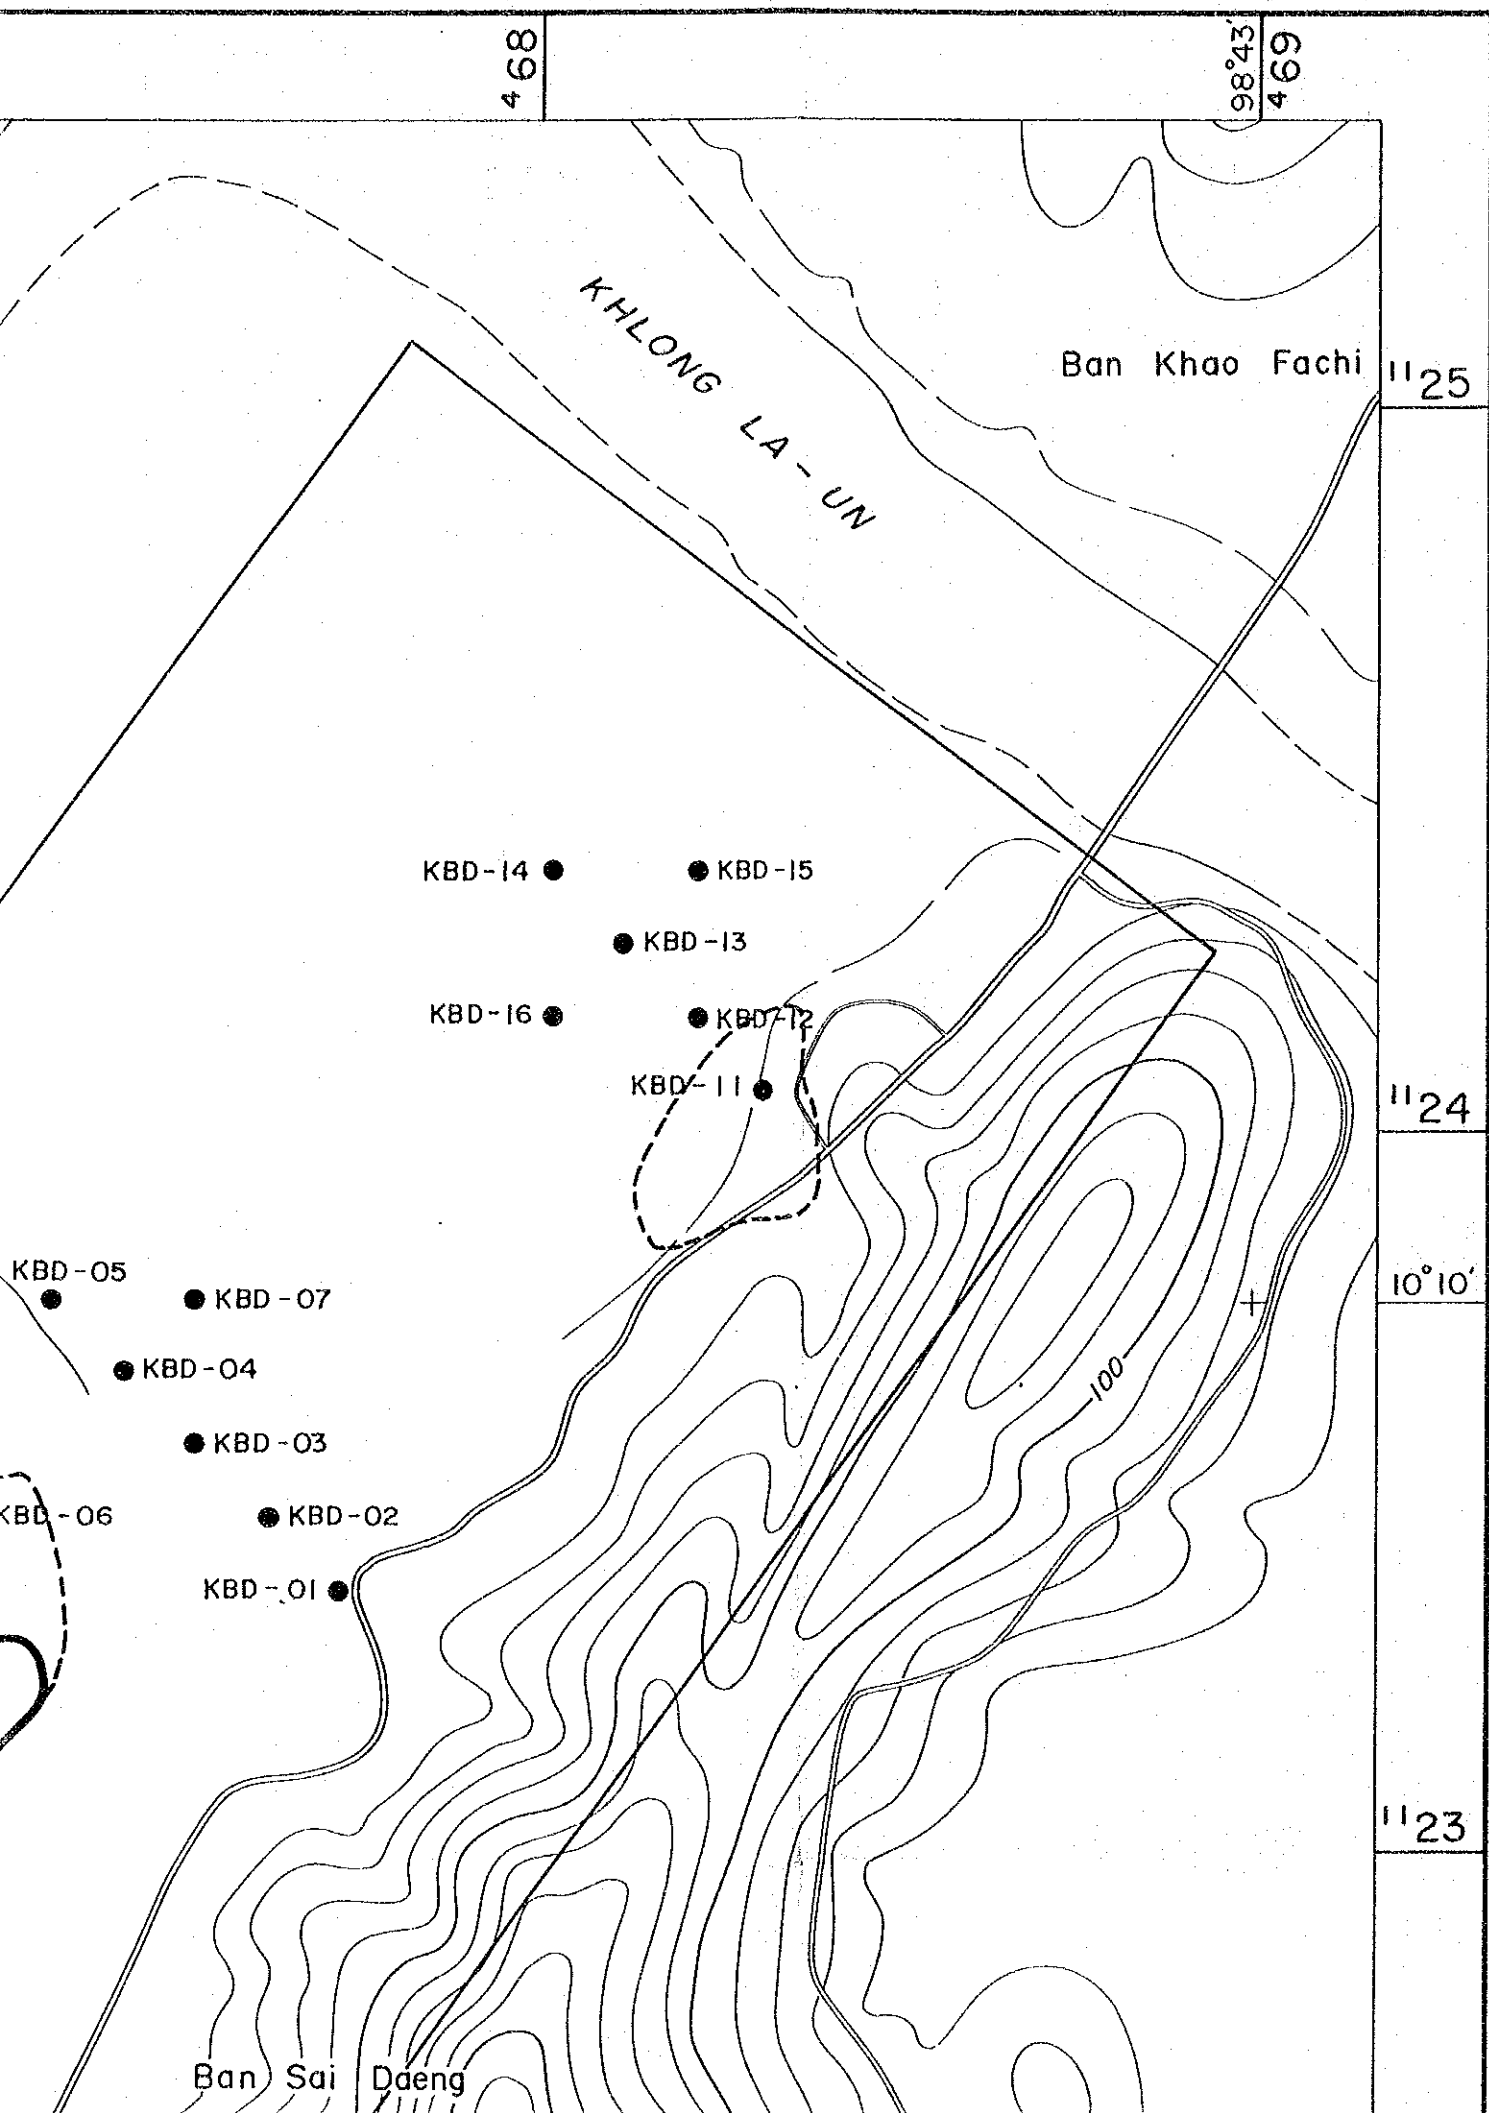 468
98°43'
469
KHLONG LA-UN
Ban Khao Fachi
1125
KBD-14
KBD-15
KBD-13
KBD-16
KBD-12
KBD-11
1124
KBD-05
KBD-07
10°10'
KBD-04
100
KBD-03
KBD-06
KBD-02
KBD-01
1123
Ban Sai Daeng